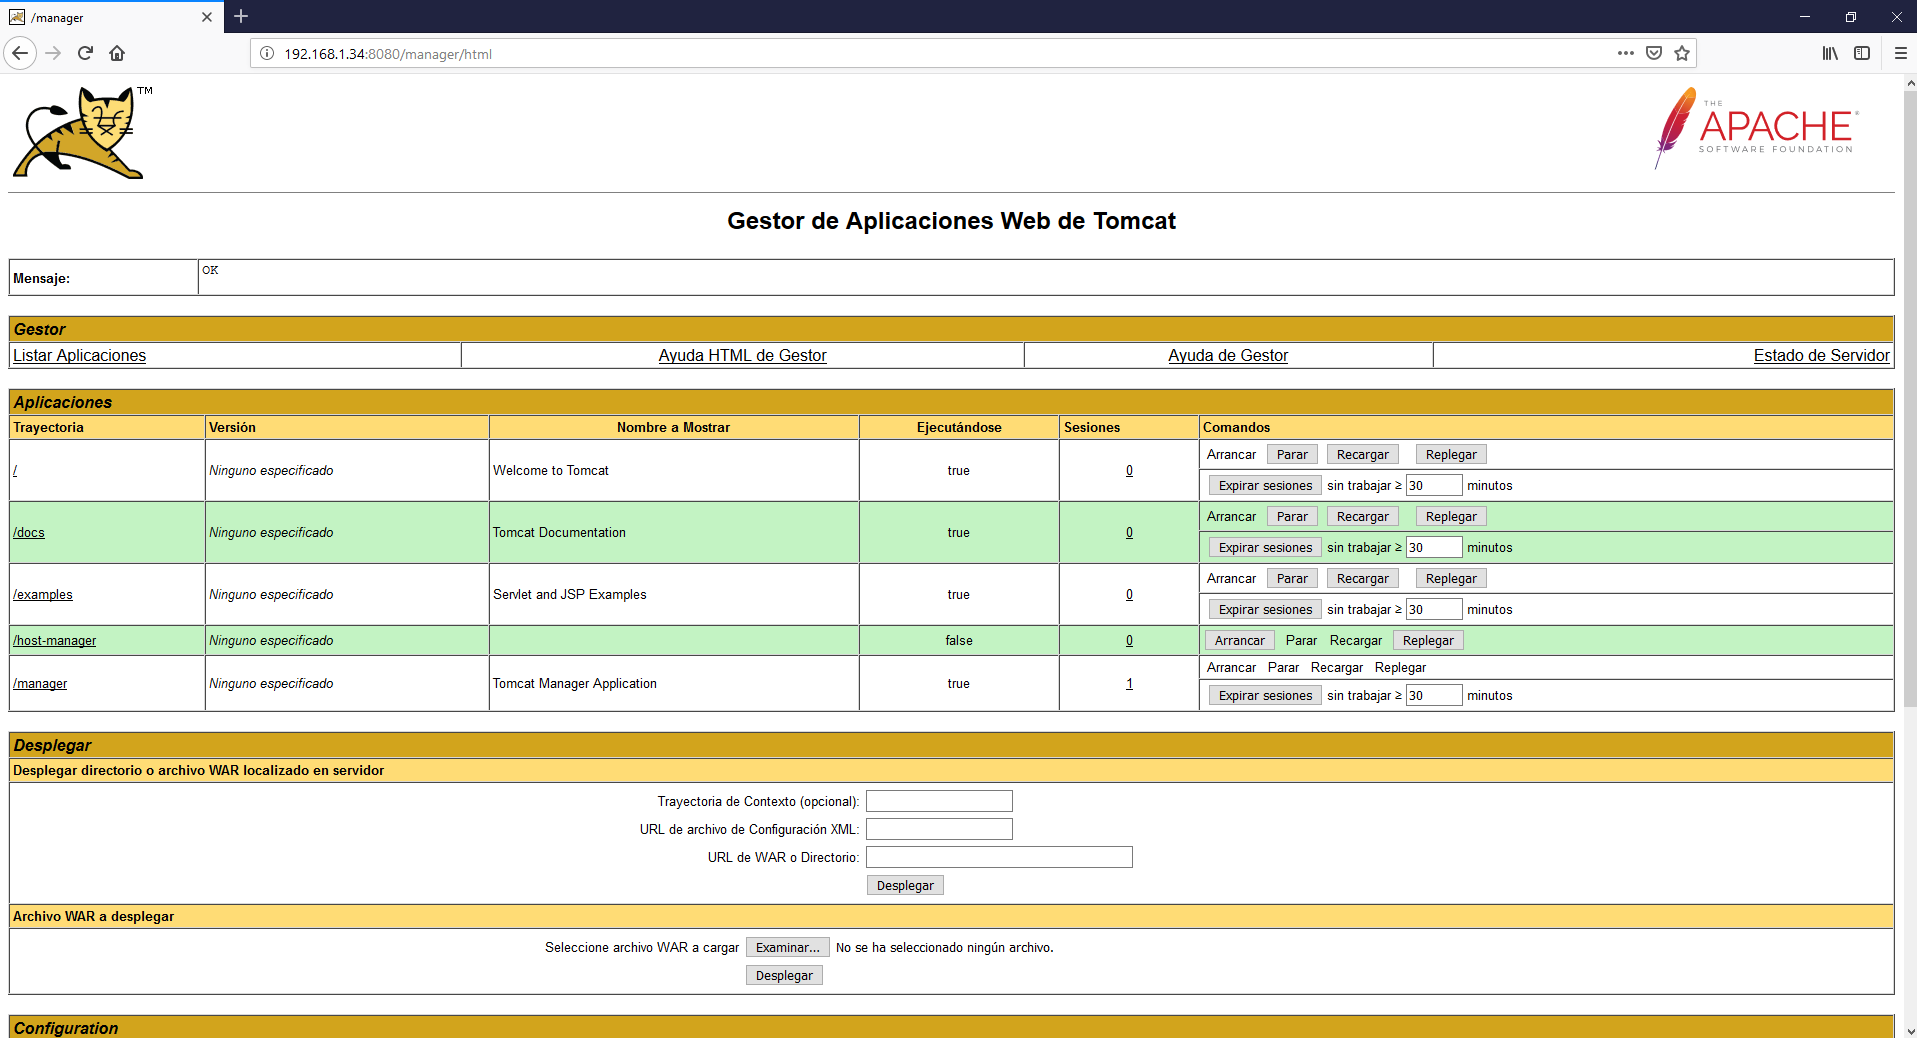 /manager
192.168.1.34:8080/manager/html
TM
THE
APACHE®
SOFTWARE FOUNDATION
Gestor de Aplicaciones Web de Tomcat
Mensaje: OK
Gestor
Listar Aplicaciones Ayuda HTML de Gestor Ayuda de Gestor Estado de Servidor
Aplicaciones
Trayectoria Versión Nombre a Mostrar Ejecutándose Sesiones Comandos
/ Ninguno especificado Welcome to Tomcat true 0 Arrancar Parar Recargar Replegar
Expirar sesiones sin trabajar ≥ 30 minutos
/docs Ninguno especificado Tomcat Documentation true 0 Arrancar Parar Recargar Replegar
Expirar sesiones sin trabajar ≥ 30 minutos
/examples Ninguno especificado Servlet and JSP Examples true 0 Arrancar Parar Recargar Replegar
Expirar sesiones sin trabajar ≥ 30 minutos
/host-manager Ninguno especificado false 0 Arrancar Parar Recargar Replegar
/manager Ninguno especificado Tomcat Manager Application true 1 Arrancar Parar Recargar Replegar
Expirar sesiones sin trabajar ≥ 30 minutos
Desplegar
Desplegar directorio o archivo WAR localizado en servidor
Trayectoria de Contexto (opcional):
URL de archivo de Configuración XML:
URL de WAR o Directorio:
Desplegar
Archivo WAR a desplegar
Seleccione archivo WAR a cargar Examinar... No se ha seleccionado ningún archivo.
Desplegar
Configuration